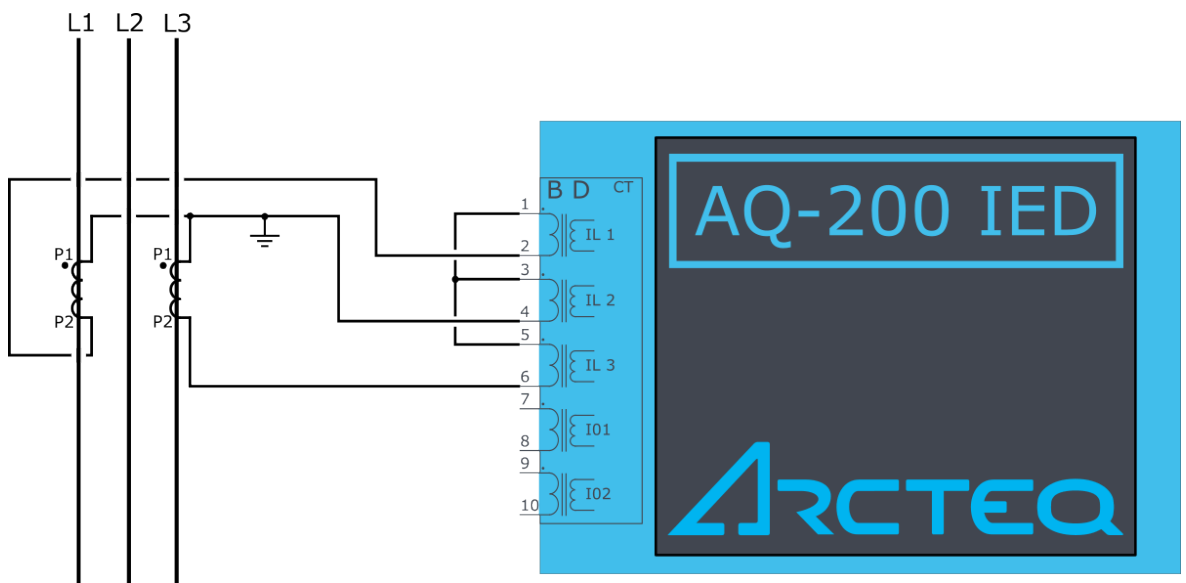 L1 L2 L3
B D CT
AQ-200 IED
1
IL 1
2
P1 P1
3
IL 2
4
P2 P2
5
IL 3
6
7
I01
8
9
I02
10
ARCTEQ